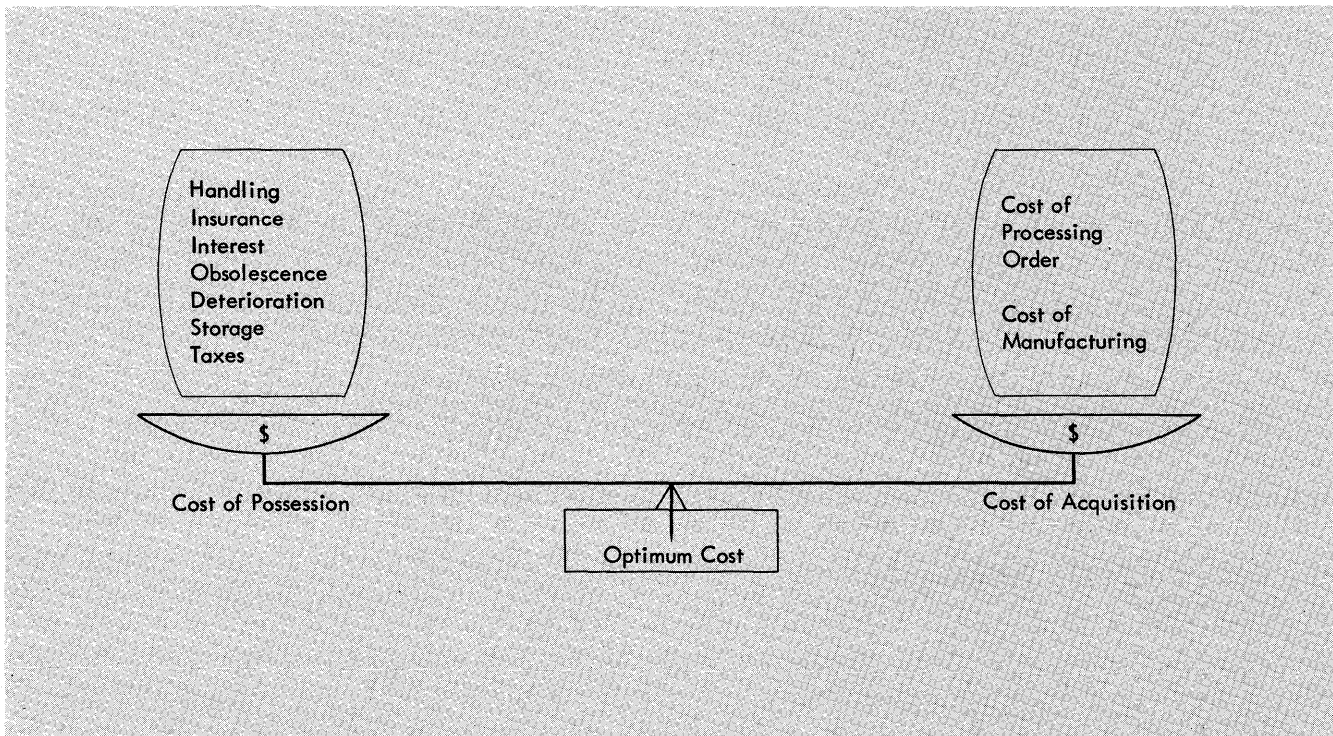 Handling
Insurance
Interest
Obsolescence
Deterioration
Storage
Taxes
$
Cost of Possession
Cost of
Processing
Order
Cost of
Manufacturing
$
Cost of Acquisition
Optimum Cost